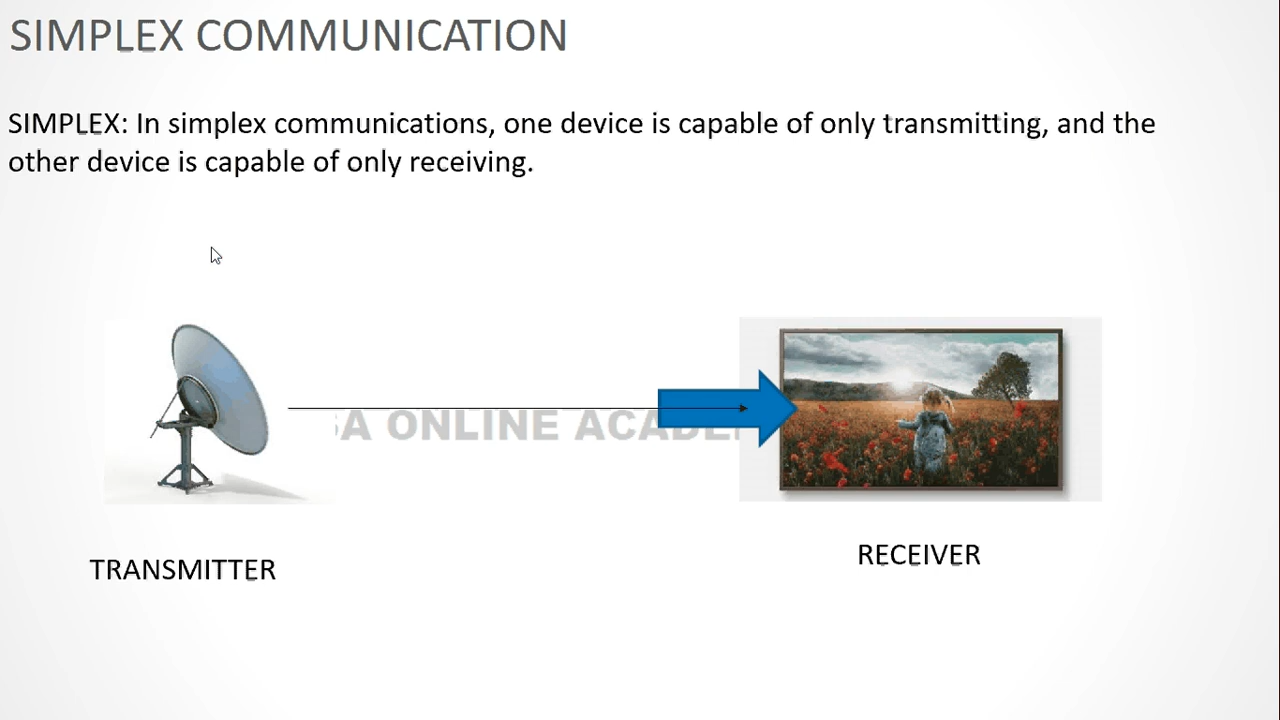 SIMPLEX COMMUNICATION
SIMPLEX: In simplex communications, one device is capable of only transmitting, and the
other device is capable of only receiving.
ONLINE
TRANSMITTER
RECEIVER